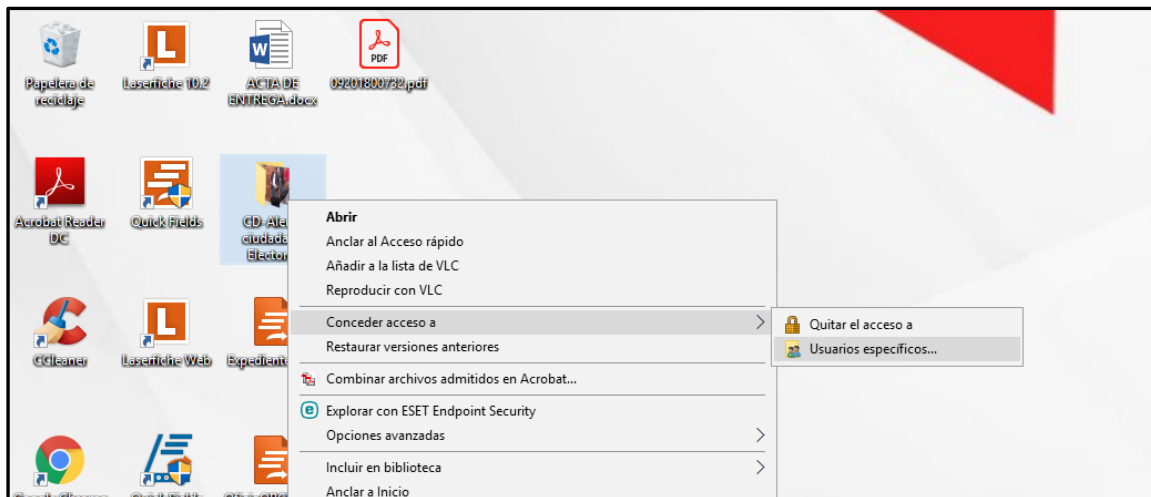 PDF
Papelera de
reciclaje
Laserfiche 10.2
ACTA DE
ENTREGA.docx
09201800732.pdf
Acrobat Reader
DC
Quick Fields
CD-Ale
ciudada
Elector
Abrir
Anclar al Acceso rápido
Añadir a la lista de VLC
Reproducir con VLC
Conceder acceso a
Quitar el acceso a
Restaurar versiones anteriores
Usuarios específicos...
CCleaner
Laserfiche Web
Expedient
Combinar archivos admitidos en Acrobat...
Explorar con ESET Endpoint Security
Opciones avanzadas
Incluir en biblioteca
Anclar a Inicio